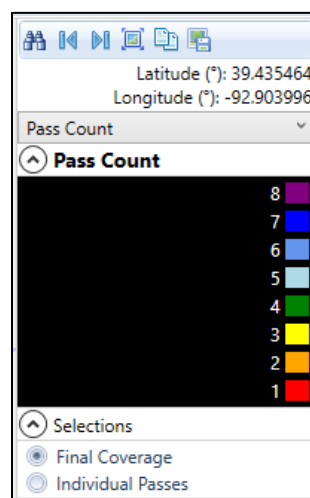 Latitude (°): 39.435464
Longitude (°): -92.903996
Pass Count
Pass Count
8
7
6
5
4
3
2
1
Selections
Final Coverage
Individual Passes